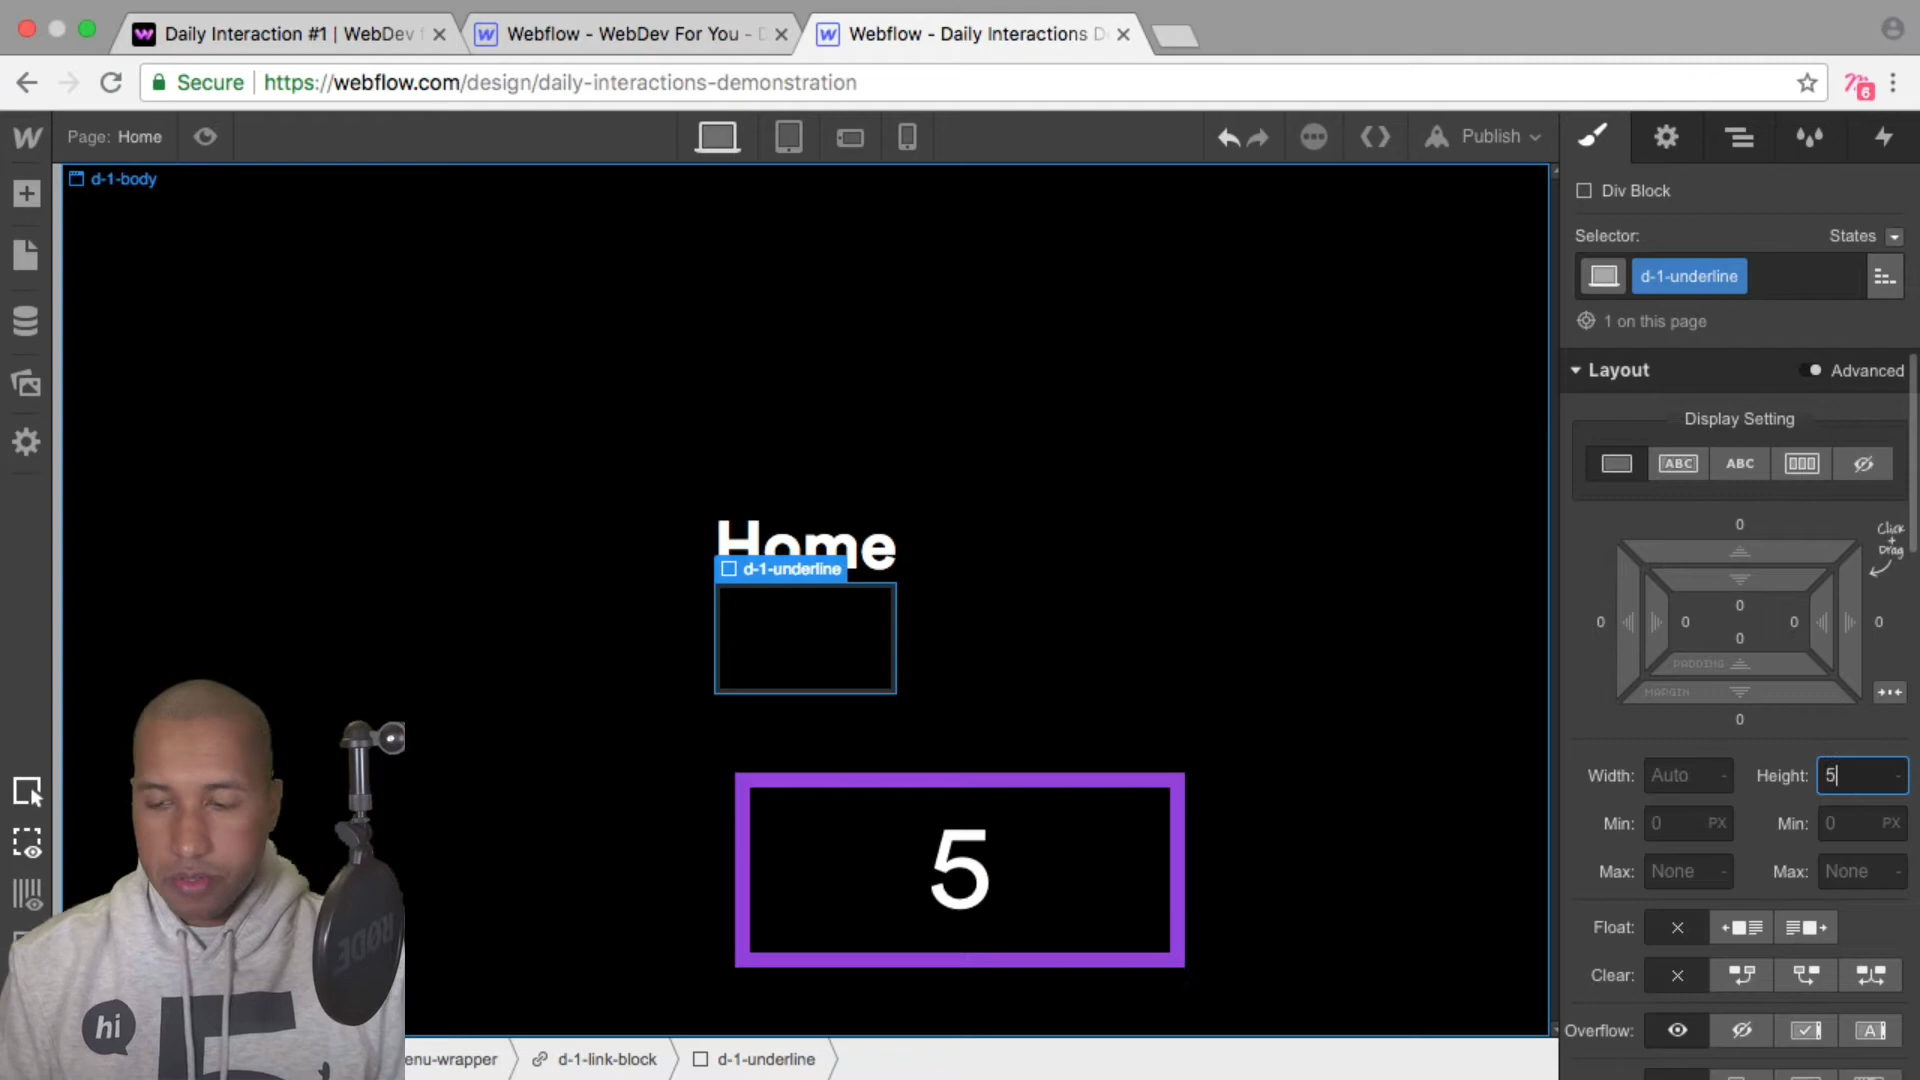 Daily Interaction #1 | WebDev f
Webflow - WebDev For You - D
Webflow - Daily Interactions D
Secure
https://webflow.com/design/daily-interactions-demonstration
6
W
Page: Home
Publish
d-1-body
Div Block
Selector:
States
d-1-underline
1 on this page
Layout
Advanced
Display Setting
ABC
ABC
0
Click
+
Drag
0
0
0
0
0
0
PADDING
MARGIN
0
Home
d-1-underline
Width:
Auto
-
Height:
5
-
Min:
0
PX
Min:
0
PX
Max:
None
-
Max:
None
-
Float:
Clear:
Overflow:
A
5
hi
RODE
enu-wrapper
d-1-link-block
d-1-underline